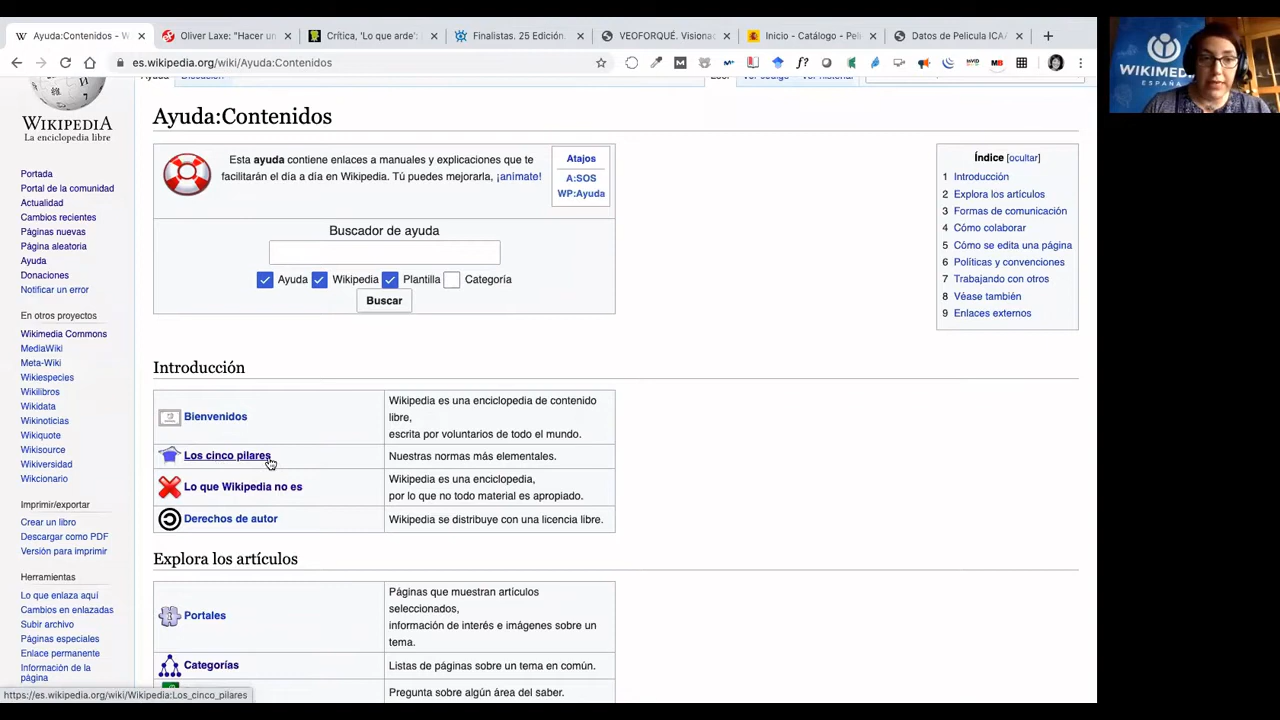 Ayuda:Contenidos – W
Oliver Laxe: "Hacer un
Crítica, 'Lo que arde':
Finalistas. 25 Edición.
VEOFORQUÉ. Visionad
Inicio - Catálogo - Pelí
Datos de Película ICA
es.wikipedia.org/wiki/Ayuda:Contenidos
WIKIPEDIA
La enciclopedia libre
Portada
Portal de la comunidad
Actualidad
Cambios recientes
Páginas nuevas
Página aleatoria
Ayuda
Donaciones
Notificar un error
En otros proyectos
Wikimedia Commons
MediaWiki
Meta-Wiki
Wikiespecies
Wikilibros
Wikidata
Wikinoticias
Wikiquote
Wikisource
Wikiversidad
Wikcionario
Imprimir/exportar
Crear un libro
Descargar como PDF
Versión para imprimir
Herramientas
Lo que enlaza aquí
Cambios en enlazadas
Subir archivo
Páginas especiales
Enlace permanente
Información de la
página
Ayuda:Contenidos
Esta ayuda contiene enlaces a manuales y explicaciones que te
facilitarán el día a día en Wikipedia. Tú puedes mejorarla, ¡anímate!
Atajos
A:SOS
WP:Ayuda
Buscador de ayuda
Ayuda Wikipedia Plantilla Categoría
Buscar
Índice [ocultar]
1 Introducción
2 Explora los artículos
3 Formas de comunicación
4 Cómo colaborar
5 Cómo se edita una página
6 Políticas y convenciones
7 Trabajando con otros
8 Véase también
9 Enlaces externos
Introducción
Bienvenidos
Wikipedia es una enciclopedia de contenido
libre,
escrita por voluntarios de todo el mundo.
Los cinco pilares
Nuestras normas más elementales.
Lo que Wikipedia no es
Wikipedia es una enciclopedia,
por lo que no todo material es apropiado.
Derechos de autor
Wikipedia se distribuye con una licencia libre.
Explora los artículos
Portales
Páginas que muestran artículos
seleccionados,
información de interés e imágenes sobre un
tema.
Categorías
Listas de páginas sobre un tema en común.
Pregunta sobre algún área del saber.
https://es.wikipedia.org/wiki/Wikipedia:Los_cinco_pilares
WIKIMEDIA
ESPAÑA